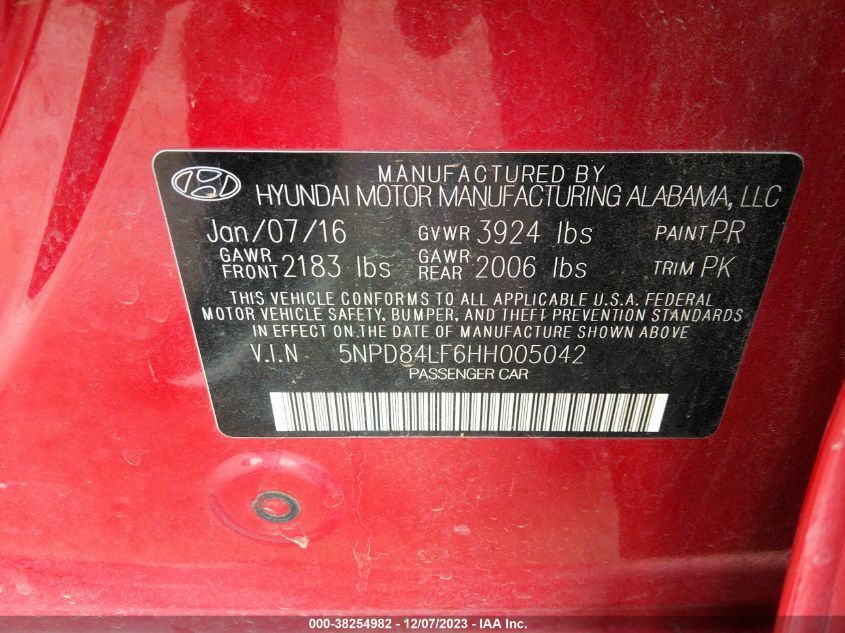 MANUFACTURED BY
HYUNDAI MOTOR MANUFACTURING ALABAMA, LLC
Jan/07/16 GVWR 3924 lbs PAINT PR
GAWR FRONT 2183 lbs GAWR REAR 2006 lbs TRIM PK
THIS VEHICLE CONFORMS TO ALL APPLICABLE U.S.A. FEDERAL
MOTOR VEHICLE SAFETY, BUMPER, AND THEFT PREVENTION STANDARDS
IN EFFECT ON THE DATE OF MANUFACTURE SHOWN ABOVE
V.I.N 5NPD84LF6HH005042
PASSENGER CAR
000-38254982 - 12/07/2023 - IAA Inc.